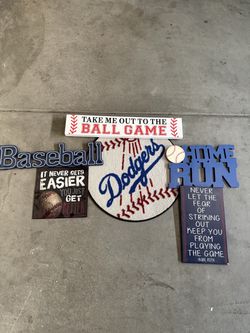 TAKE ME OUT TO THE
BALL GAME
Baseball
HOME
RUN
Dodgers
IT NEVER GETS
EASIER
YOU JUST
GET
NEVER
LET THE
FEAR
OF
STRIKING
OUT
KEEP YOU
FROM
PLAYING
THE GAME